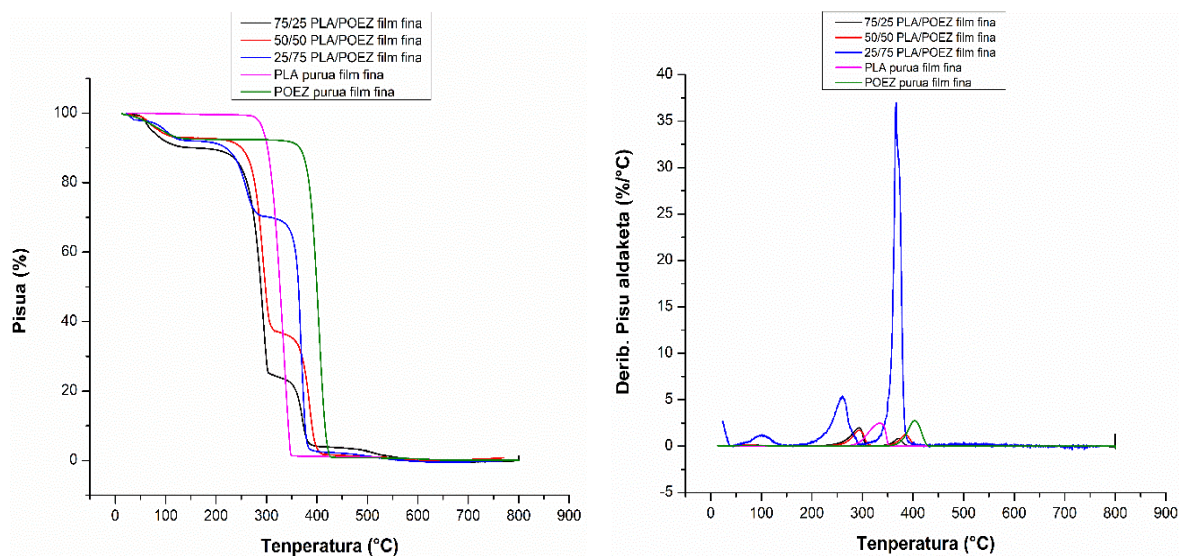 75/25 PLA/POEZ film fina
50/50 PLA/POEZ film fina
25/75 PLA/POEZ film fina
PLA purua film fina
POEZ purua film fina
100
80
60
40
20
0
Pisua (%)
0 100 200 300 400 500 600 700 800 900
Tenperatura (°C)
75/25 PLA/POEZ film fina
50/50 PLA/POEZ film fina
25/75 PLA/POEZ film fina
PLA purua film fina
POEZ purua film fina
40
35
30
25
20
15
10
5
0
-5
Derib. Pisu aldaketa (%/°C)
0 100 200 300 400 500 600 700 800 900
Tenperatura (°C)